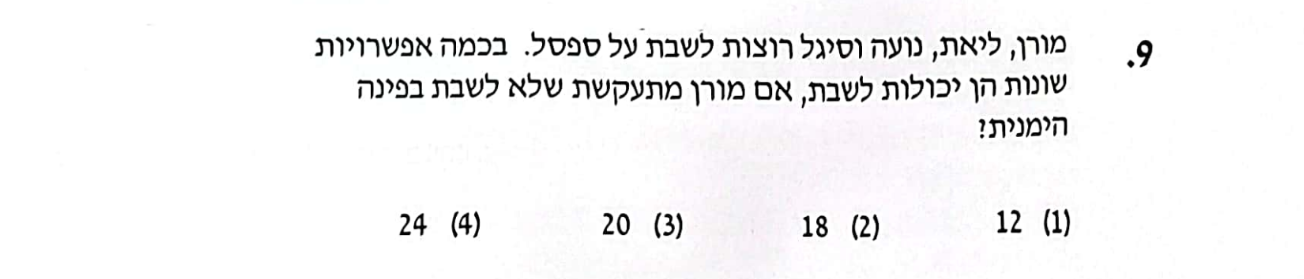 9. מורן, ליאת, נועה וסיגל רוצות לשבת על ספסל. בכמה אפשרויות
שונות הן יכולות לשבת, אם מורן מתעקשת שלא לשבת בפינה
הימנית?
(1) 12 (2) 18 (3) 20 (4) 24